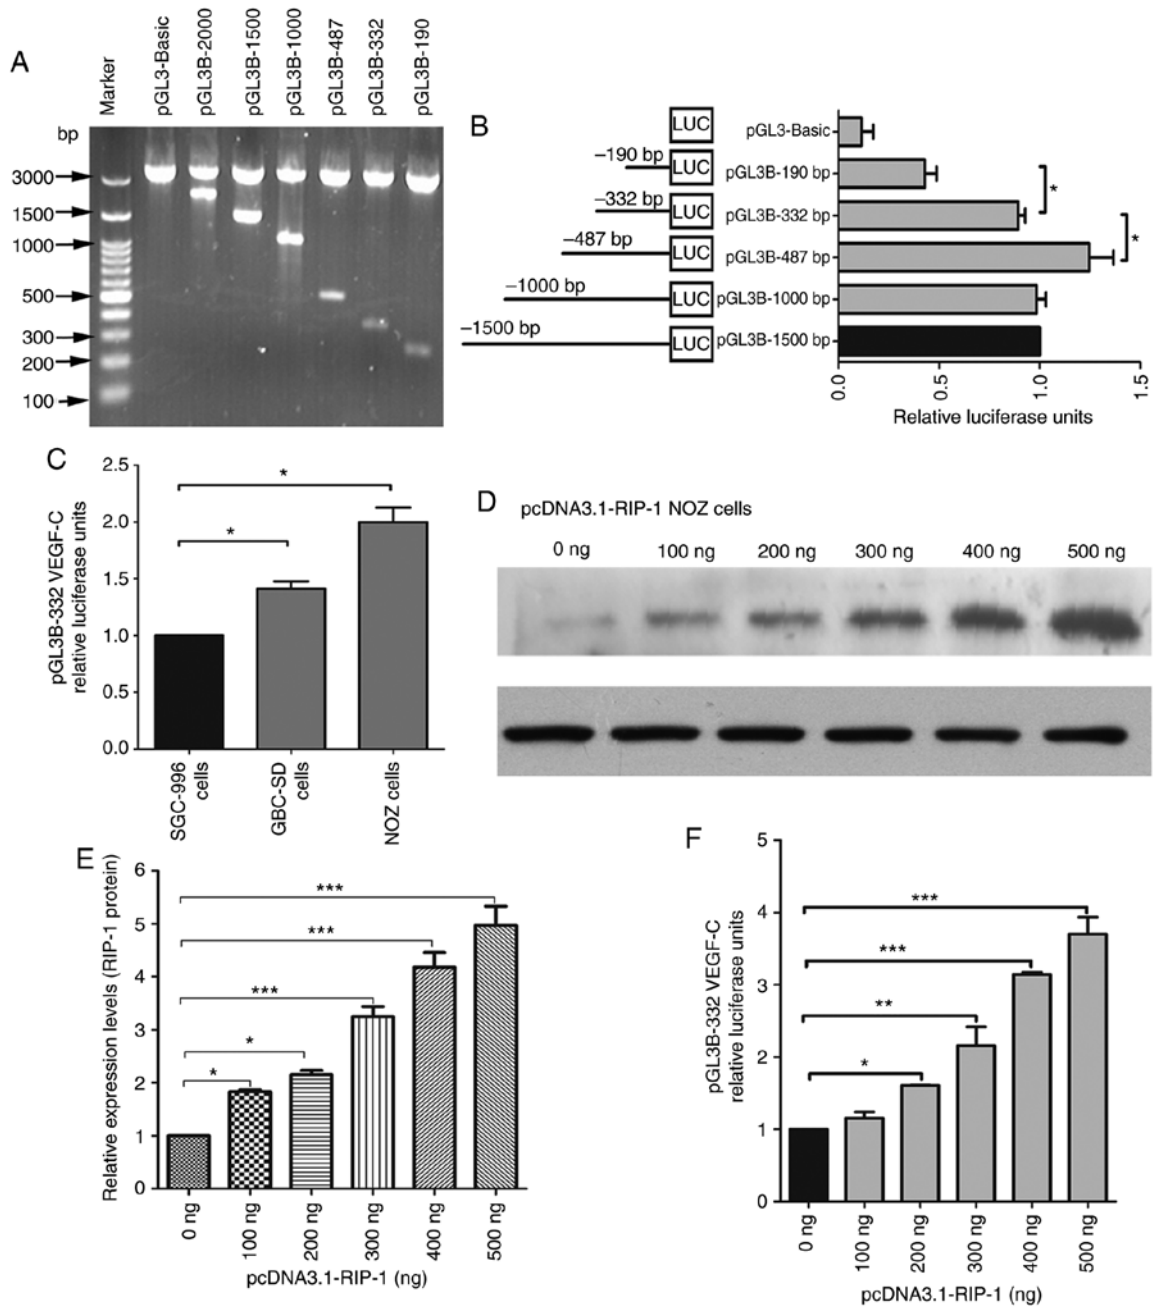 A
Marker
pGL3-Basic
pGL3B-2000
pGL3B-1500
pGL3B-1000
pGL3B-487
pGL3B-332
pGL3B-190
bp
3000
1500
1000
500
300
200
100
B
LUC
pGL3-Basic
−190 bp
LUC
pGL3B-190 bp
−332 bp
LUC
pGL3B-332 bp
−487 bp
LUC
pGL3B-487 bp
−1000 bp
LUC
pGL3B-1000 bp
−1500 bp
LUC
pGL3B-1500 bp
*
*
0.0
0.5
1.0
1.5
Relative luciferase units
C
pGL3B-332 VEGF-C
relative luciferase units
2.5
2.0
1.5
1.0
0.5
0.0
*
*
SGC-996
cells
GBC-SD
cells
NOZ cells
D
pcDNA3.1-RIP-1 NOZ cells
0 ng
100 ng
200 ng
300 ng
400 ng
500 ng
E
Relative expression levels (RIP-1 protein)
6
5
4
3
2
1
0
***
***
***
*
*
0 ng
100 ng
200 ng
300 ng
400 ng
500 ng
pcDNA3.1-RIP-1 (ng)
F
pGL3B-332 VEGF-C
relative luciferase units
5
4
3
2
1
0
***
***
**
*
0 ng
100 ng
200 ng
300 ng
400 ng
500 ng
pcDNA3.1-RIP-1 (ng)